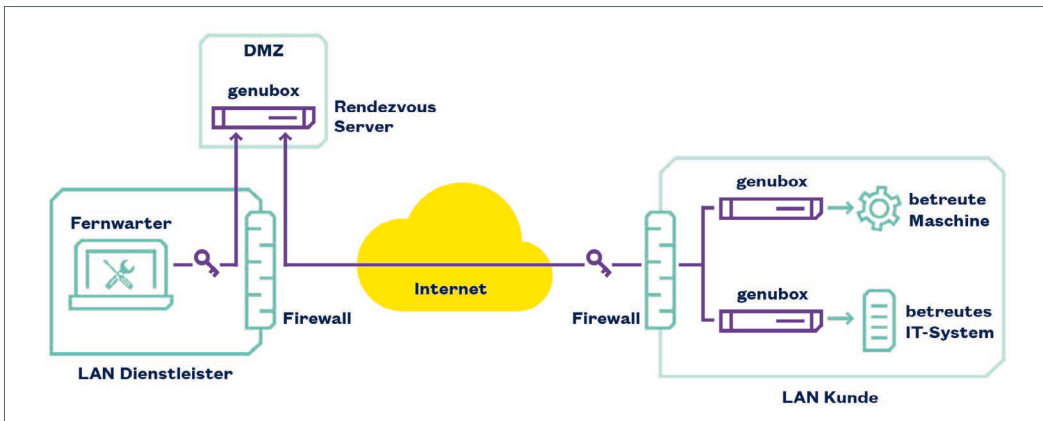 DMZ
genubox
Rendezvous
Server
Fernwarter
Firewall
LAN Dienstleister
Internet
Firewall
genubox
betreute
Maschine
genubox
betreutes
IT-System
LAN Kunde